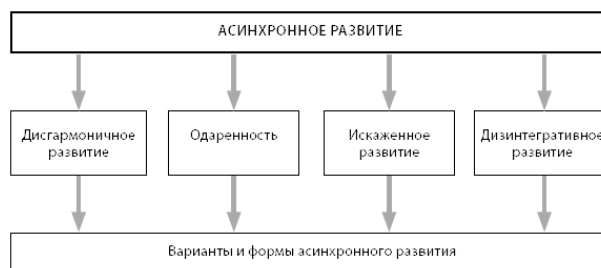 АСИНХРОННОЕ РАЗВИТИЕ
Дисгармоничное
развитие
Одаренность
Искаженное
развитие
Дизинтегративное
развитие
Варианты и формы асинхронного развития